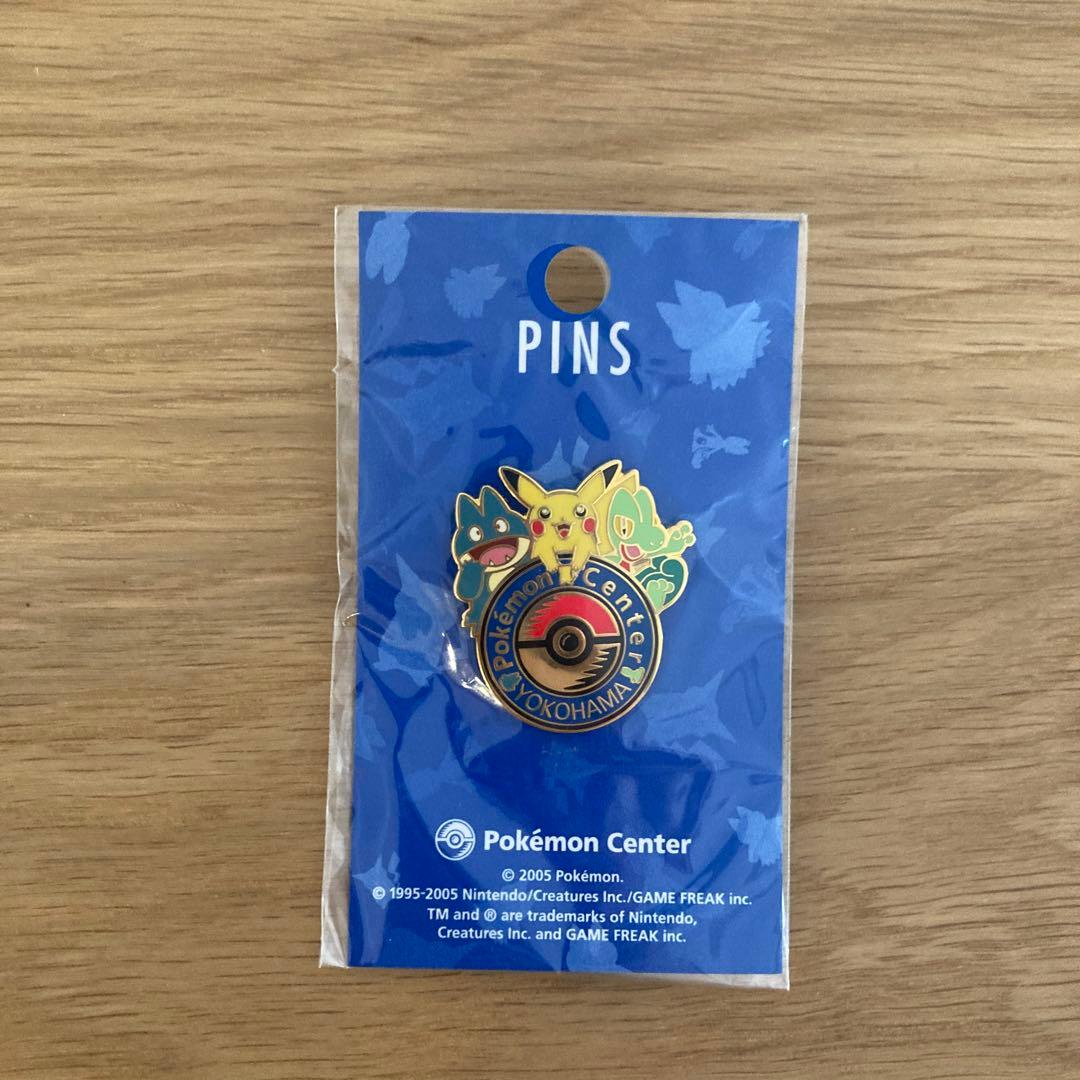 PINS
Pokémon Center
YOKOHAMA
Pokémon Center
© 2005 Pokémon.
© 1995-2005 Nintendo/Creatures Inc./GAME FREAK inc.
TM and ® are trademarks of Nintendo,
Creatures Inc. and GAME FREAK inc.